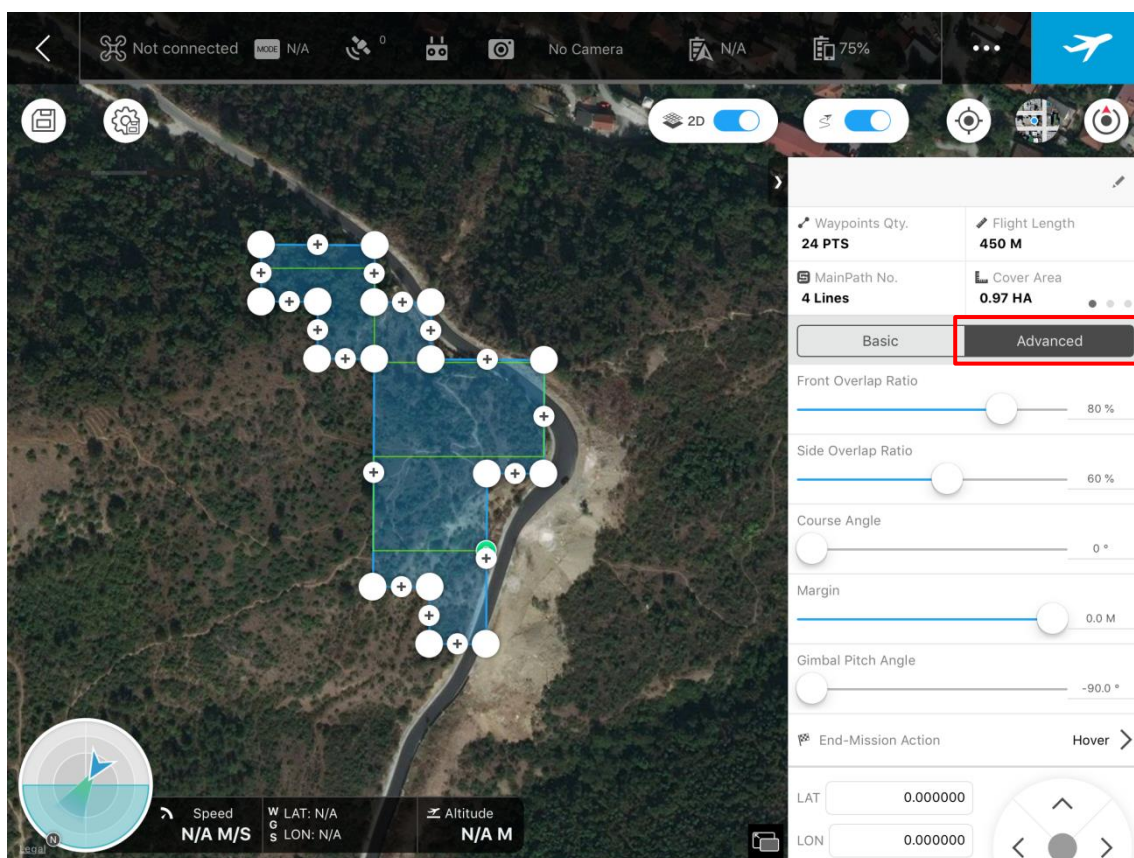 Not connected MODE N/A 0 No Camera N/A 75%
2D
Waypoints Qty. Flight Length
24 PTS 450 M
MainPath No. Cover Area
4 Lines 0.97 HA
Basic Advanced
Front Overlap Ratio
80 %
Side Overlap Ratio
60 %
Course Angle
0 °
Margin
0.0 M
Gimbal Pitch Angle
-90.0 °
End-Mission Action Hover
LAT 0.000000
LON 0.000000
Speed WGS LAT: N/A Altitude
N/A M/S LON: N/A N/A M
N
Legal